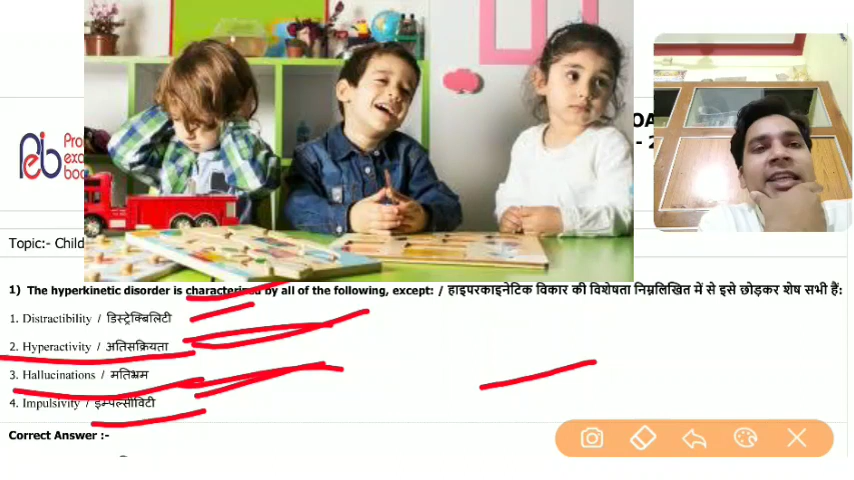 Topic:- Child
1) The hyperkinetic disorder is characterized by all of the following, except: / हाइपरकाइनेटिक विकार की विशेषता निम्नलिखित में से इसे छोड़कर शेष सभी हैं:
1. Distractibility / डिस्ट्रेक्बिलिटी
2. Hyperactivity / अतिसक्रियता
3. Hallucinations / मतिभ्रम
4. Impulsivity / इम्पल्सीविटी
Correct Answer :-